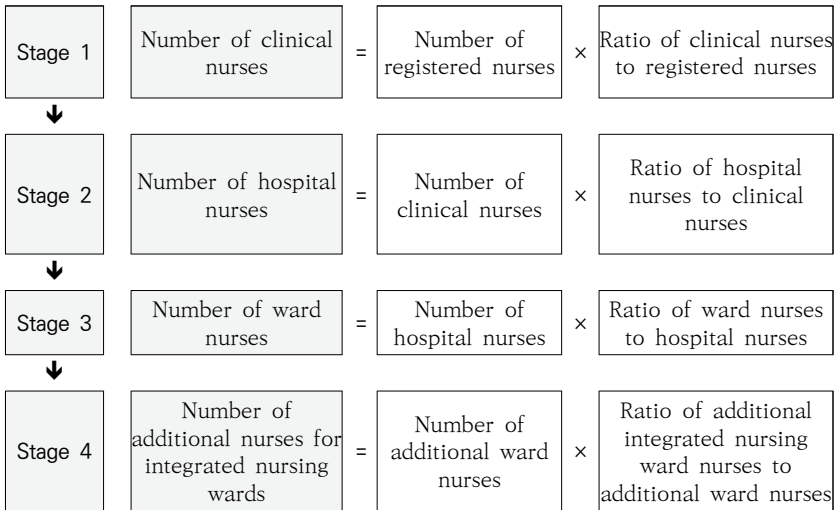 Stage 1
Number of clinical
nurses
=
Number of
registered nurses
×
Ratio of clinical nurses
to registered nurses
Stage 2
Number of hospital
nurses
=
Number of
clinical nurses
×
Ratio of hospital
nurses to clinical
nurses
Stage 3
Number of ward
nurses
=
Number of
hospital nurses
×
Ratio of ward nurses
to hospital nurses
Stage 4
Number of
additional nurses for
integrated nursing
wards
=
Number of
additional ward
nurses
×
Ratio of additional
integrated nursing
ward nurses to
additional ward nurses